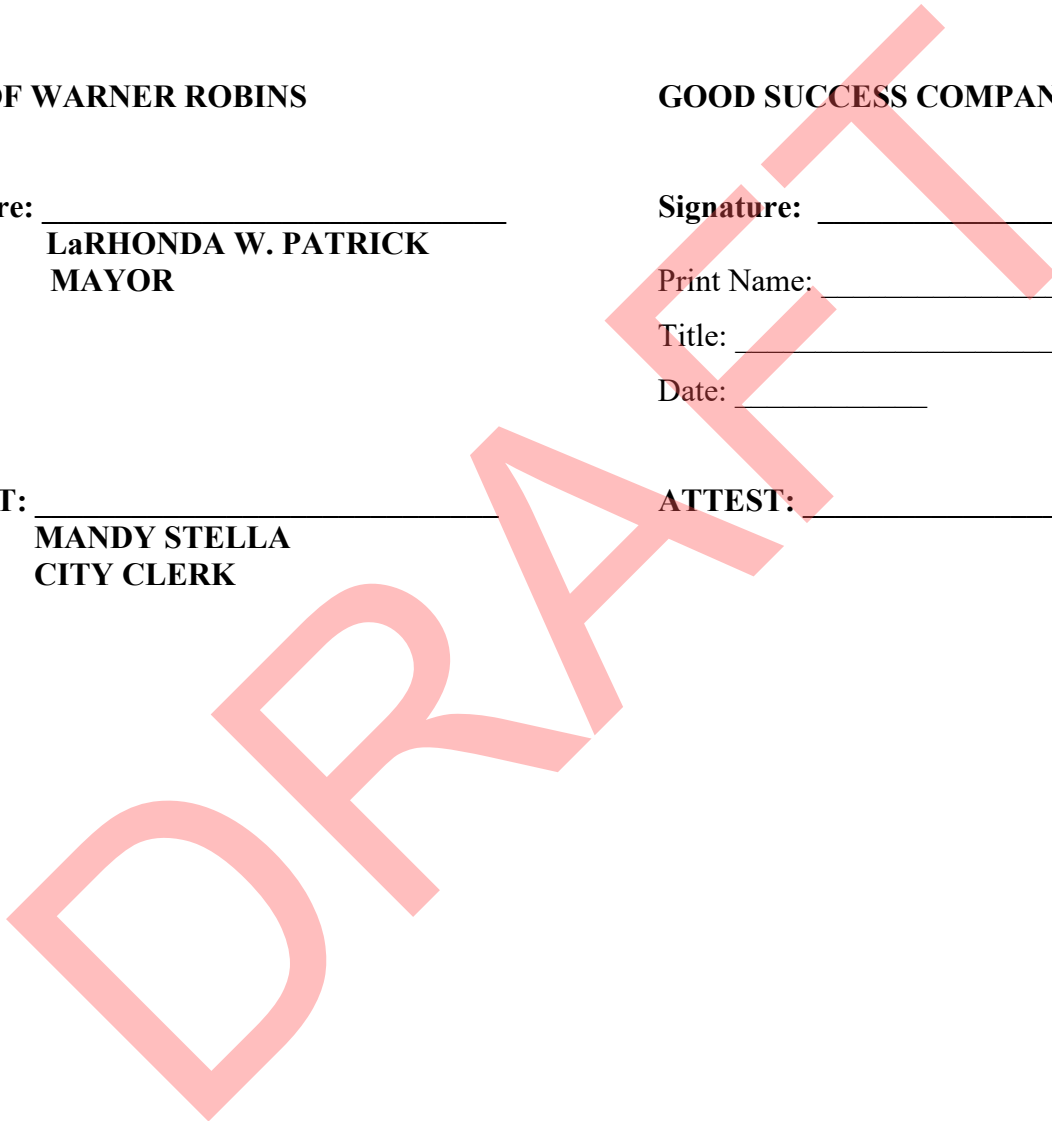 OF WARNER ROBINS
re:
LaRHONDA W. PATRICK
MAYOR
T:
MANDY STELLA
CITY CLERK
GOOD SUCCESS COMPAN
Signature:
Print Name:
Title:
Date:
ATTEST:
DRAFT